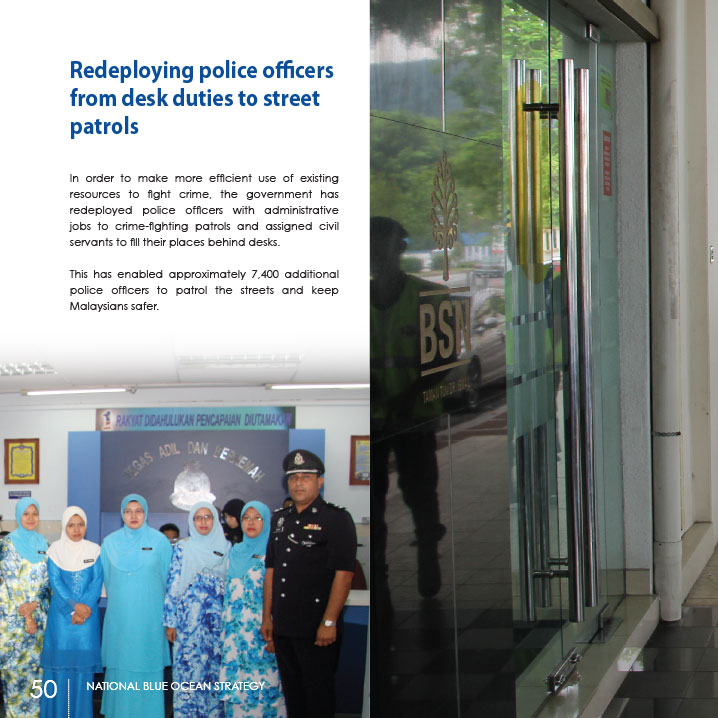 Redeploying police officers
from desk duties to street
patrols
In order to make more efficient use of existing
resources to fight crime, the government has
redeployed police officers with administrative
jobs to crime-fighting patrols and assigned civil
servants to fill their places behind desks.
This has enabled approximately 7,400 additional
police officers to patrol the streets and keep
Malaysians safer.
RAKYAT DIDAHULUKAN PENCAPAIAN DIUTAMAKAN
TEGAS ADIL DAN BERHEMAH
BSN
50
NATIONAL BLUE OCEAN STRATEGY